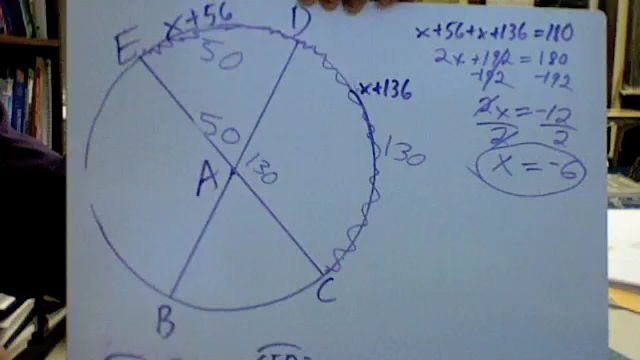 x+56
D
E
50
x+136
50
A
130
130
C
B
x+56+x+136=180
2x+192=180
-192 -192
2x=-12
2 2
x=-6